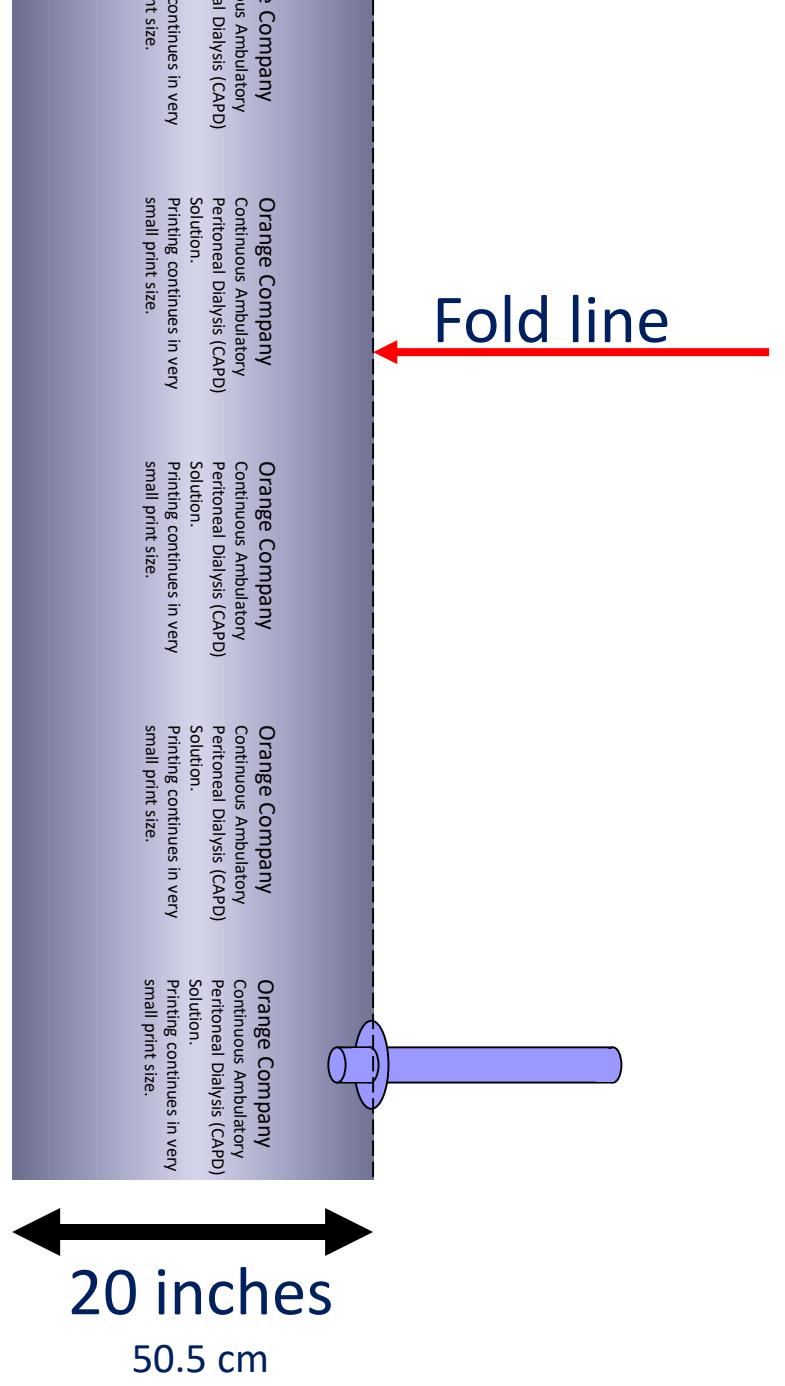 e Company
us Ambulatory
al Dialysis (CAPD)
continues in very
nt size.
Orange Company
Continuous Ambulatory
Peritoneal Dialysis (CAPD)
Solution.
Printing continues in very
small print size.
Fold line
Orange Company
Continuous Ambulatory
Peritoneal Dialysis (CAPD)
Solution.
Printing continues in very
small print size.
Orange Company
Continuous Ambulatory
Peritoneal Dialysis (CAPD)
Solution.
Printing continues in very
small print size.
Orange Company
Continuous Ambulatory
Peritoneal Dialysis (CAPD)
Solution.
Printing continues in very
small print size.
20 inches
50.5 cm